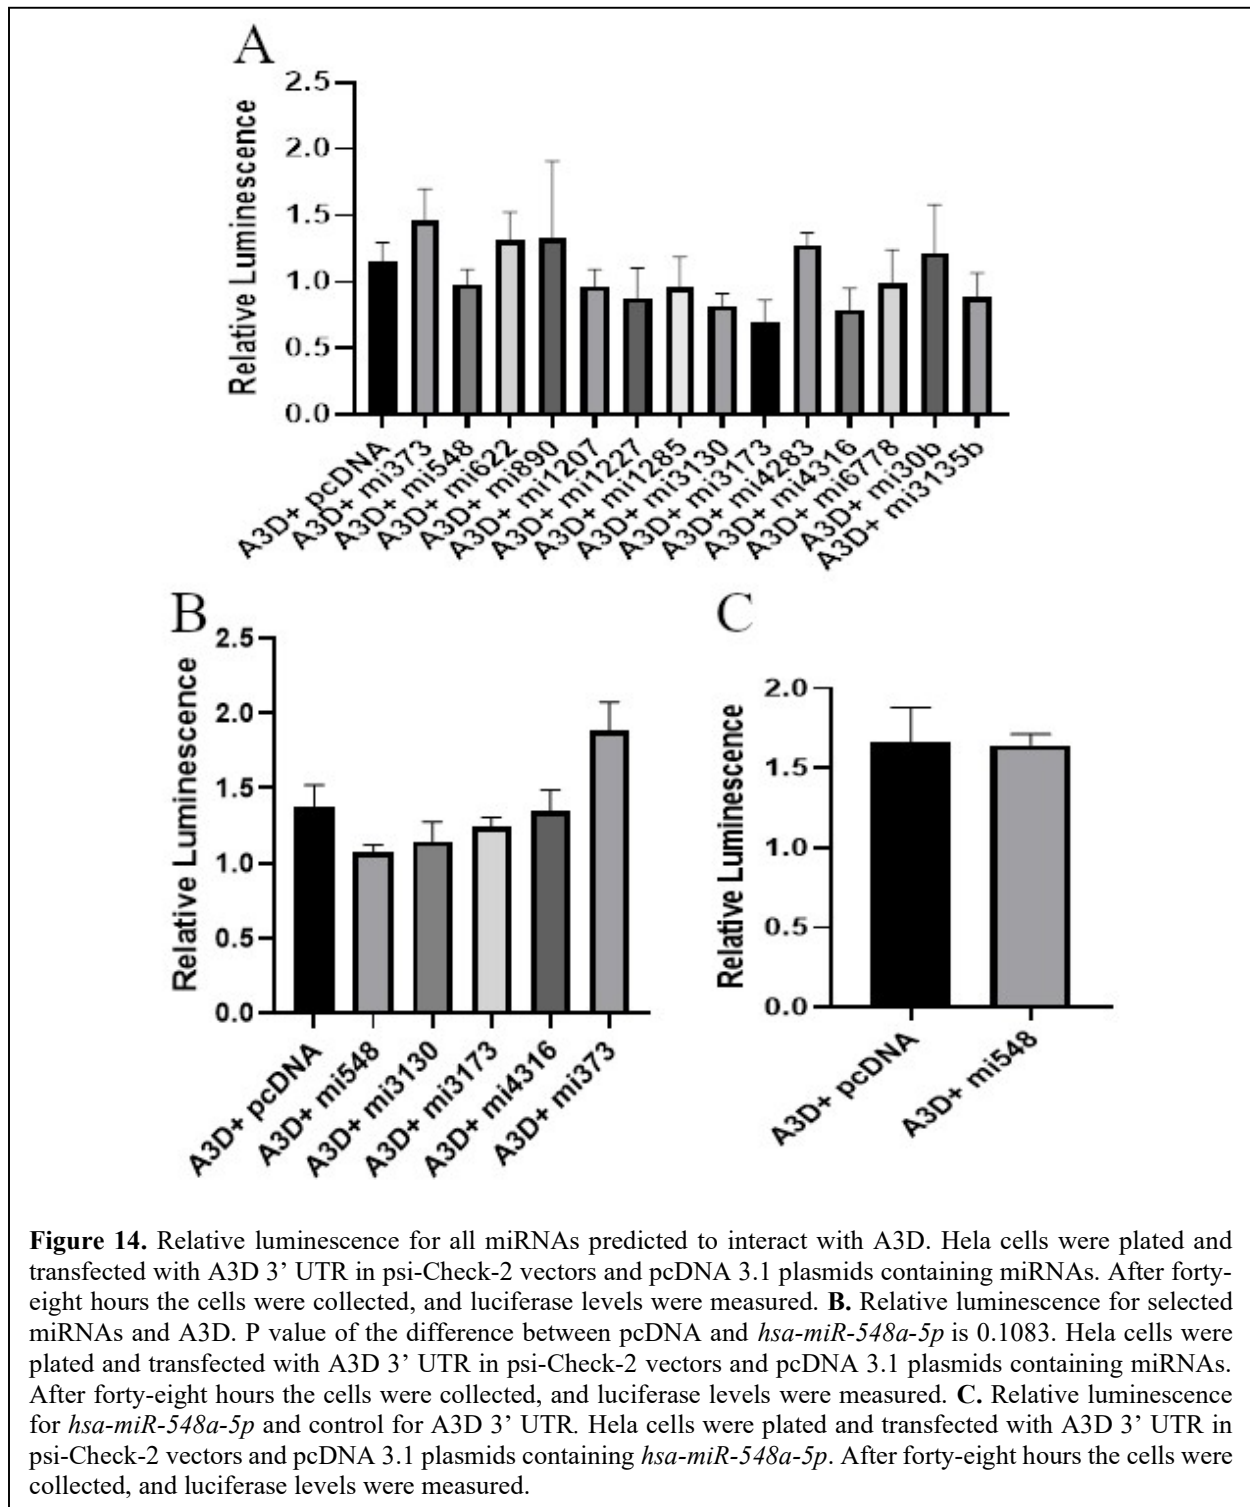 A
2.5
2.0
1.5
1.0
0.5
0.0
Relative Luminescence
A3D+ pcDNA
A3D+ mi373
A3D+ mi548
A3D+ mi622
A3D+ mi890
A3D+ mi1207
A3D+ mi1227
A3D+ mi1285
A3D+ mi3130
A3D+ mi3173
A3D+ mi4283
A3D+ mi4316
A3D+ mi6778
A3D+ mi30b
A3D+ mi3135b
B
2.5
2.0
1.5
1.0
0.5
0.0
Relative Luminescence
A3D+ pcDNA
A3D+ mi548
A3D+ mi3130
A3D+ mi3173
A3D+ mi4316
A3D+ mi373
C
2.0
1.5
1.0
0.5
0.0
Relative Luminescence
A3D+ pcDNA
A3D+ mi548
Figure 14. Relative luminescence for all miRNAs predicted to interact with A3D. Hela cells were plated and
transfected with A3D 3’ UTR in psi-Check-2 vectors and pcDNA 3.1 plasmids containing miRNAs. After forty-
eight hours the cells were collected, and luciferase levels were measured. B. Relative luminescence for selected
miRNAs and A3D. P value of the difference between pcDNA and hsa-miR-548a-5p is 0.1083. Hela cells were
plated and transfected with A3D 3’ UTR in psi-Check-2 vectors and pcDNA 3.1 plasmids containing miRNAs.
After forty-eight hours the cells were collected, and luciferase levels were measured. C. Relative luminescence
for hsa-miR-548a-5p and control for A3D 3’ UTR. Hela cells were plated and transfected with A3D 3’ UTR in
psi-Check-2 vectors and pcDNA 3.1 plasmids containing hsa-miR-548a-5p. After forty-eight hours the cells were
collected, and luciferase levels were measured.